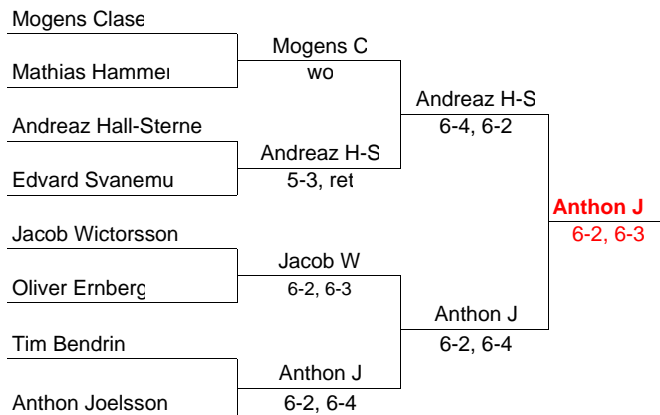 Mogens Clase
Mathias Hammer
Andreaz Hall-Sterne
Edvard Svanemu
Jacob Wictorsson
Oliver Ernberg
Tim Bendrin
Anthon Joelsson
Mogens C
wo
Andreaz H-S
5-3, ret
Jacob W
6-2, 6-3
Anthon J
6-2, 6-4
Andreaz H-S
6-4, 6-2
Anthon J
6-2, 6-4
Anthon J
6-2, 6-3